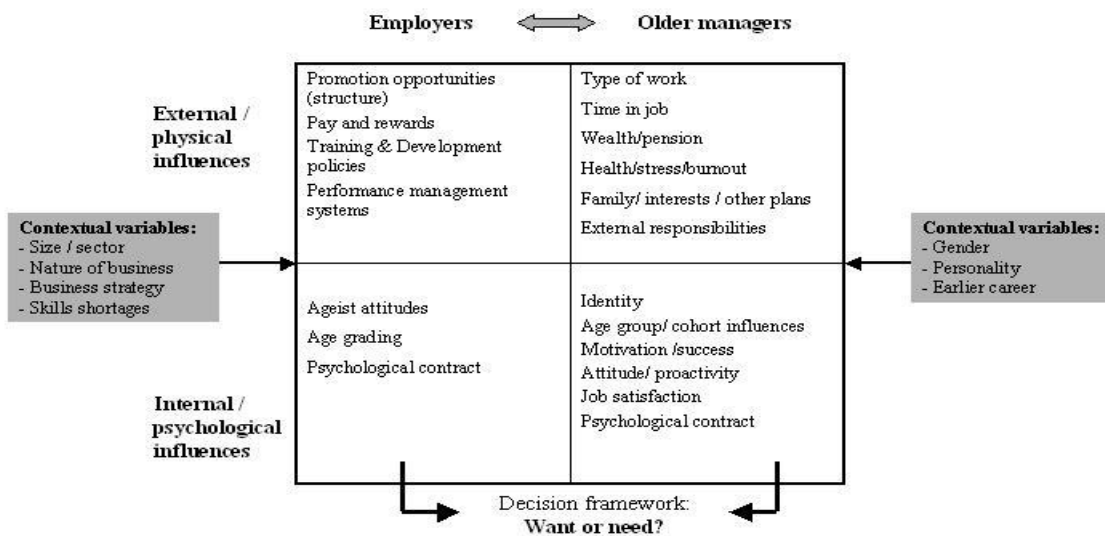 Employers
Older managers
External /
physical
influences
Promotion opportunities
(structure)
Pay and rewards
Training & Development
policies
Performance management
systems
Type of work
Time in job
Wealth/pension
Health/stress/burnout
Family/ interests / other plans
External responsibilities
Contextual variables:
- Size / sector
- Nature of business
- Business strategy
- Skills shortages
Contextual variables:
- Gender
- Personality
- Earlier career
Internal /
psychological
influences
Ageist attitudes
Age grading
Psychological contract
Identity
Age group/ cohort influences
Motivation /success
Attitude/ proactivity
Job satisfaction
Psychological contract
Decision framework:
Want or need?